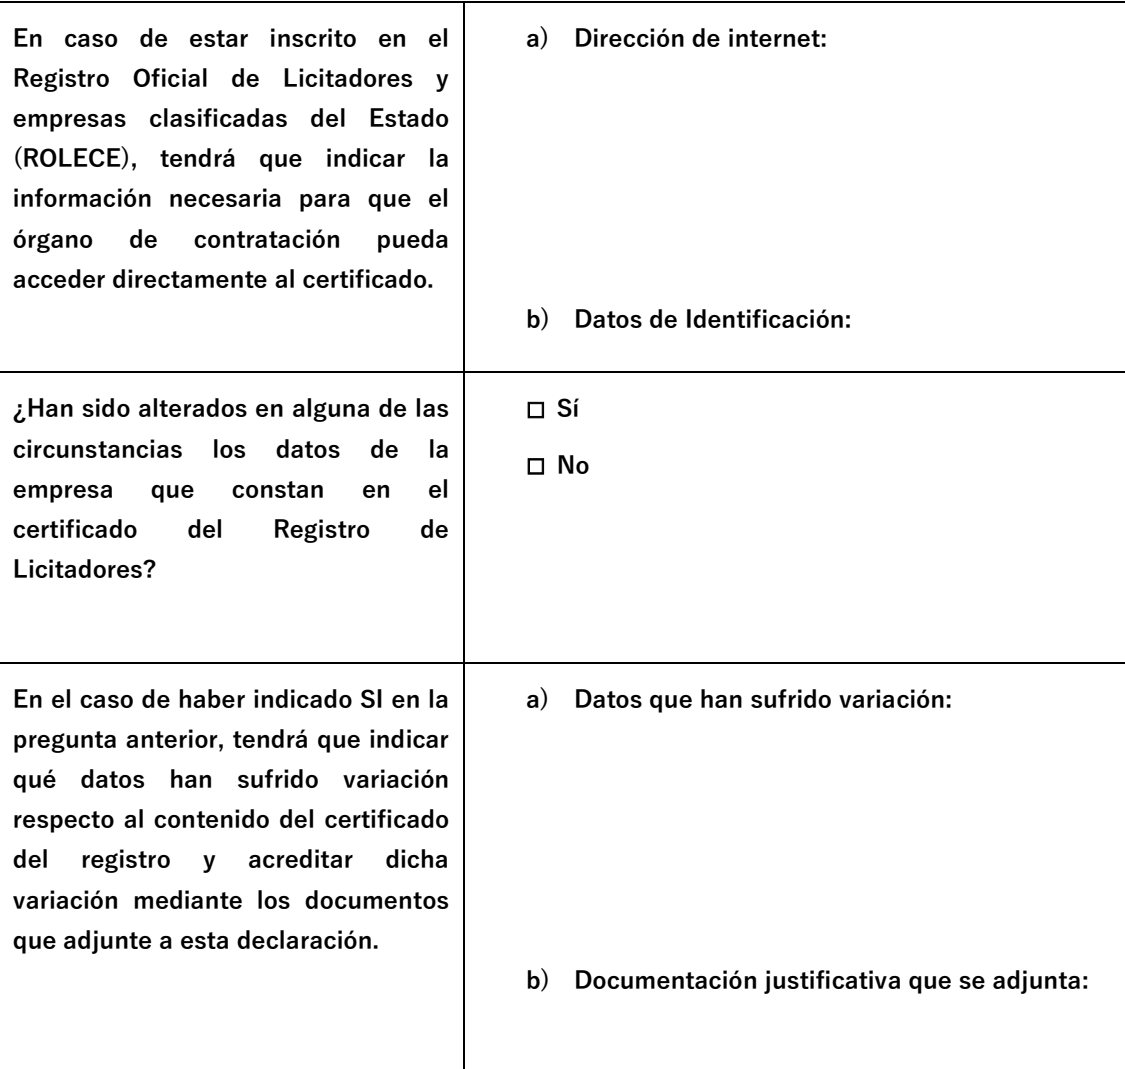 En caso de estar inscrito en el
Registro Oficial de Licitadores y
empresas clasificadas del Estado
(ROLECE), tendrá que indicar la
información necesaria para que el
órgano de contratación pueda
acceder directamente al certificado.
a) Dirección de internet:
b) Datos de Identificación:
¿Han sido alterados en alguna de las
circunstancias los datos de la
empresa que constan en el
certificado del Registro de
Licitadores?
□ Sí
□ No
En el caso de haber indicado SI en la
pregunta anterior, tendrá que indicar
qué datos han sufrido variación
respecto al contenido del certificado
del registro y acreditar dicha
variación mediante los documentos
que adjunte a esta declaración.
a) Datos que han sufrido variación:
b) Documentación justificativa que se adjunta: